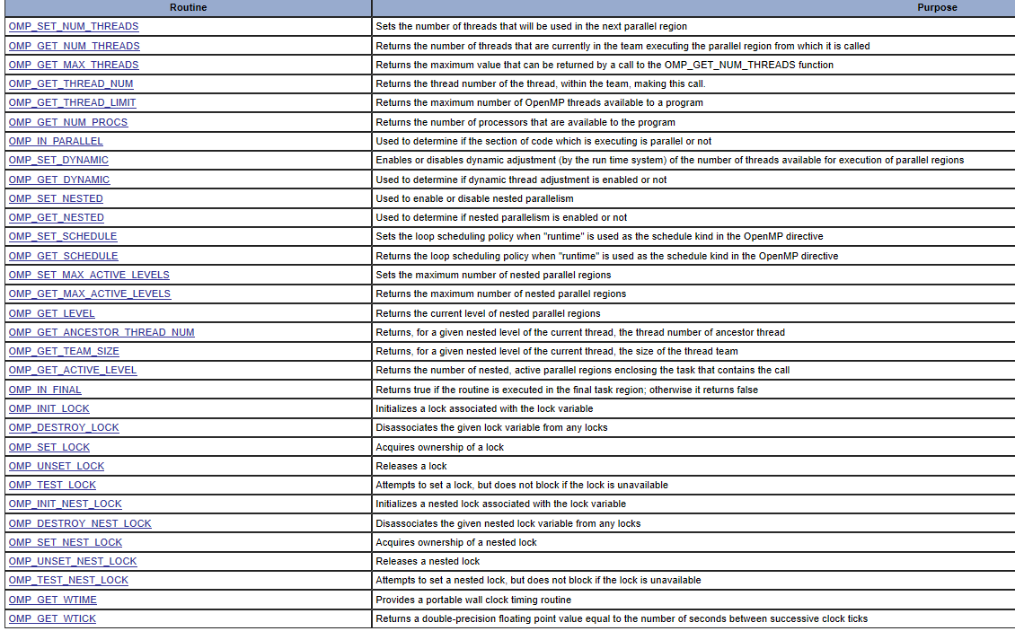 Routine Purpose
OMP_SET_NUM_THREADS Sets the number of threads that will be used in the next parallel region
OMP_GET_NUM_THREADS Returns the number of threads that are currently in the team executing the parallel region from which it is called
OMP_GET_MAX_THREADS Returns the maximum value that can be returned by a call to the OMP_GET_NUM_THREADS function
OMP_GET_THREAD_NUM Returns the thread number of the thread, within the team, making this call.
OMP_GET_THREAD_LIMIT Returns the maximum number of OpenMP threads available to a program
OMP_GET_NUM_PROCS Returns the number of processors that are available to the program
OMP_IN_PARALLEL Used to determine if the section of code which is executing is parallel or not
OMP_SET_DYNAMIC Enables or disables dynamic adjustment (by the run time system) of the number of threads available for execution of parallel regions
OMP_GET_DYNAMIC Used to determine if dynamic thread adjustment is enabled or not
OMP_SET_NESTED Used to enable or disable nested parallelism
OMP_GET_NESTED Used to determine if nested parallelism is enabled or not
OMP_SET_SCHEDULE Sets the loop scheduling policy when "runtime" is used as the schedule kind in the OpenMP directive
OMP_GET_SCHEDULE Returns the loop scheduling policy when "runtime" is used as the schedule kind in the OpenMP directive
OMP_SET_MAX_ACTIVE_LEVELS Sets the maximum number of nested parallel regions
OMP_GET_MAX_ACTIVE_LEVELS Returns the maximum number of nested parallel regions
OMP_GET_LEVEL Returns the current level of nested parallel regions
OMP_GET_ANCESTOR_THREAD_NUM Returns, for a given nested level of the current thread, the thread number of ancestor thread
OMP_GET_TEAM_SIZE Returns, for a given nested level of the current thread, the size of the thread team
OMP_GET_ACTIVE_LEVEL Returns the number of nested, active parallel regions enclosing the task that contains the call
OMP_IN_FINAL Returns true if the routine is executed in the final task region; otherwise it returns false
OMP_INIT_LOCK Initializes a lock associated with the lock variable
OMP_DESTROY_LOCK Disassociates the given lock variable from any locks
OMP_SET_LOCK Acquires ownership of a lock
OMP_UNSET_LOCK Releases a lock
OMP_TEST_LOCK Attempts to set a lock, but does not block if the lock is unavailable
OMP_INIT_NEST_LOCK Initializes a nested lock associated with the lock variable
OMP_DESTROY_NEST_LOCK Disassociates the given nested lock variable from any locks
OMP_SET_NEST_LOCK Acquires ownership of a nested lock
OMP_UNSET_NEST_LOCK Releases a nested lock
OMP_TEST_NEST_LOCK Attempts to set a nested lock, but does not block if the lock is unavailable
OMP_GET_WTIME Provides a portable wall clock timing routine
OMP_GET_WTICK Returns a double-precision floating point value equal to the number of seconds between successive clock ticks